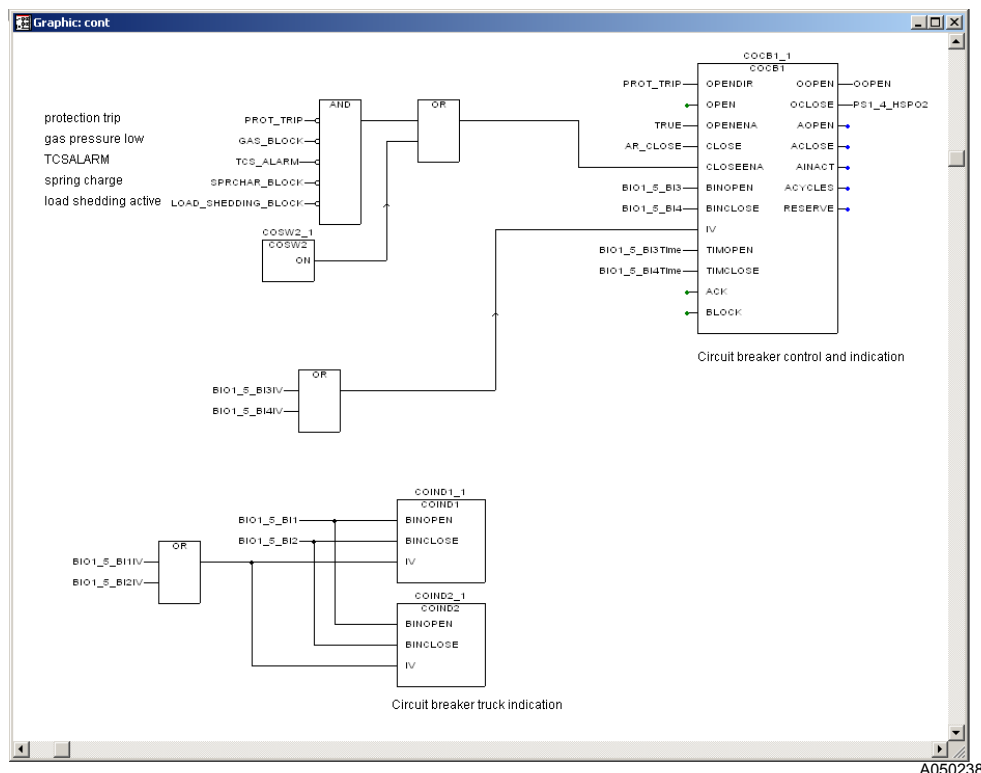 Graphic: cont
COCB1_1
COCB1
PROT_TRIP OPENDIR OOPEN OOPEN
OPEN OCLOSE PS1_4_HSPO2
TRUE OPENENA AOPEN
AR_CLOSE CLOSE ACLOSE
CLOSEENA AINACT
BIO1_5_BI3 BINOPEN ACYCLES
BIO1_5_BI4 BINCLOSE RESERVE
IV
BIO1_5_BI3Time TIMOPEN
BIO1_5_BI4Time TIMCLOSE
ACK
BLOCK
Circuit breaker control and indication
AND
OR
protection trip PROT_TRIP
gas pressure low GAS_BLOCK
TCSALARM TCS_ALARM
spring charge SPRCHAR_BLOCK
load shedding active LOAD_SHEDDING_BLOCK
COSW2_1
COSW2
ON
OR
BIO1_5_BI3IV
BIO1_5_BI4IV
COIND1_1
COIND1
BIO1_5_BI1 BINOPEN
BIO1_5_BI2 BINCLOSE
IV
OR
BIO1_5_BI1IV
BIO1_5_BI2IV
COIND2_1
COIND2
BINOPEN
BINCLOSE
IV
Circuit breaker truck indication
A050238